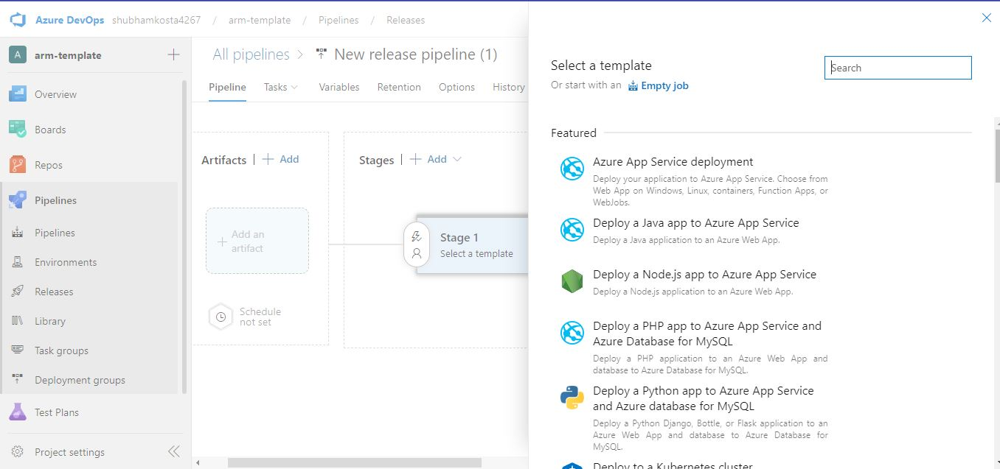 Azure DevOps shubhamkosta4267 / arm-template / Pipelines / Releases
A arm-template
Overview
Boards
Repos
Pipelines
Pipelines
Environments
Releases
Library
Task groups
Deployment groups
Test Plans
Project settings
All pipelines > New release pipeline (1)
Pipeline Tasks Variables Retention Options History
Artifacts | + Add
Add an
artifact
Schedule
not set
Stages | + Add
Stage 1
Select a template
Select a template
Or start with an Empty job
Search
Featured
Azure App Service deployment
Deploy your application to Azure App Service. Choose from
Web App on Windows, Linux, containers, Function Apps, or
WebJobs.
Deploy a Java app to Azure App Service
Deploy a Java application to an Azure Web App.
Deploy a Node.js app to Azure App Service
Deploy a Node.js application to an Azure Web App.
Deploy a PHP app to Azure App Service and
Azure Database for MySQL
Deploy a PHP application to an Azure Web App and
database to Azure Database for MySQL.
Deploy a Python app to Azure App Service
and Azure database for MySQL
Deploy a Python Django, Bottle, or Flask application to an
Azure Web App and database to Azure Database for
MySQL.
Deploy to a Kubernetes cluster